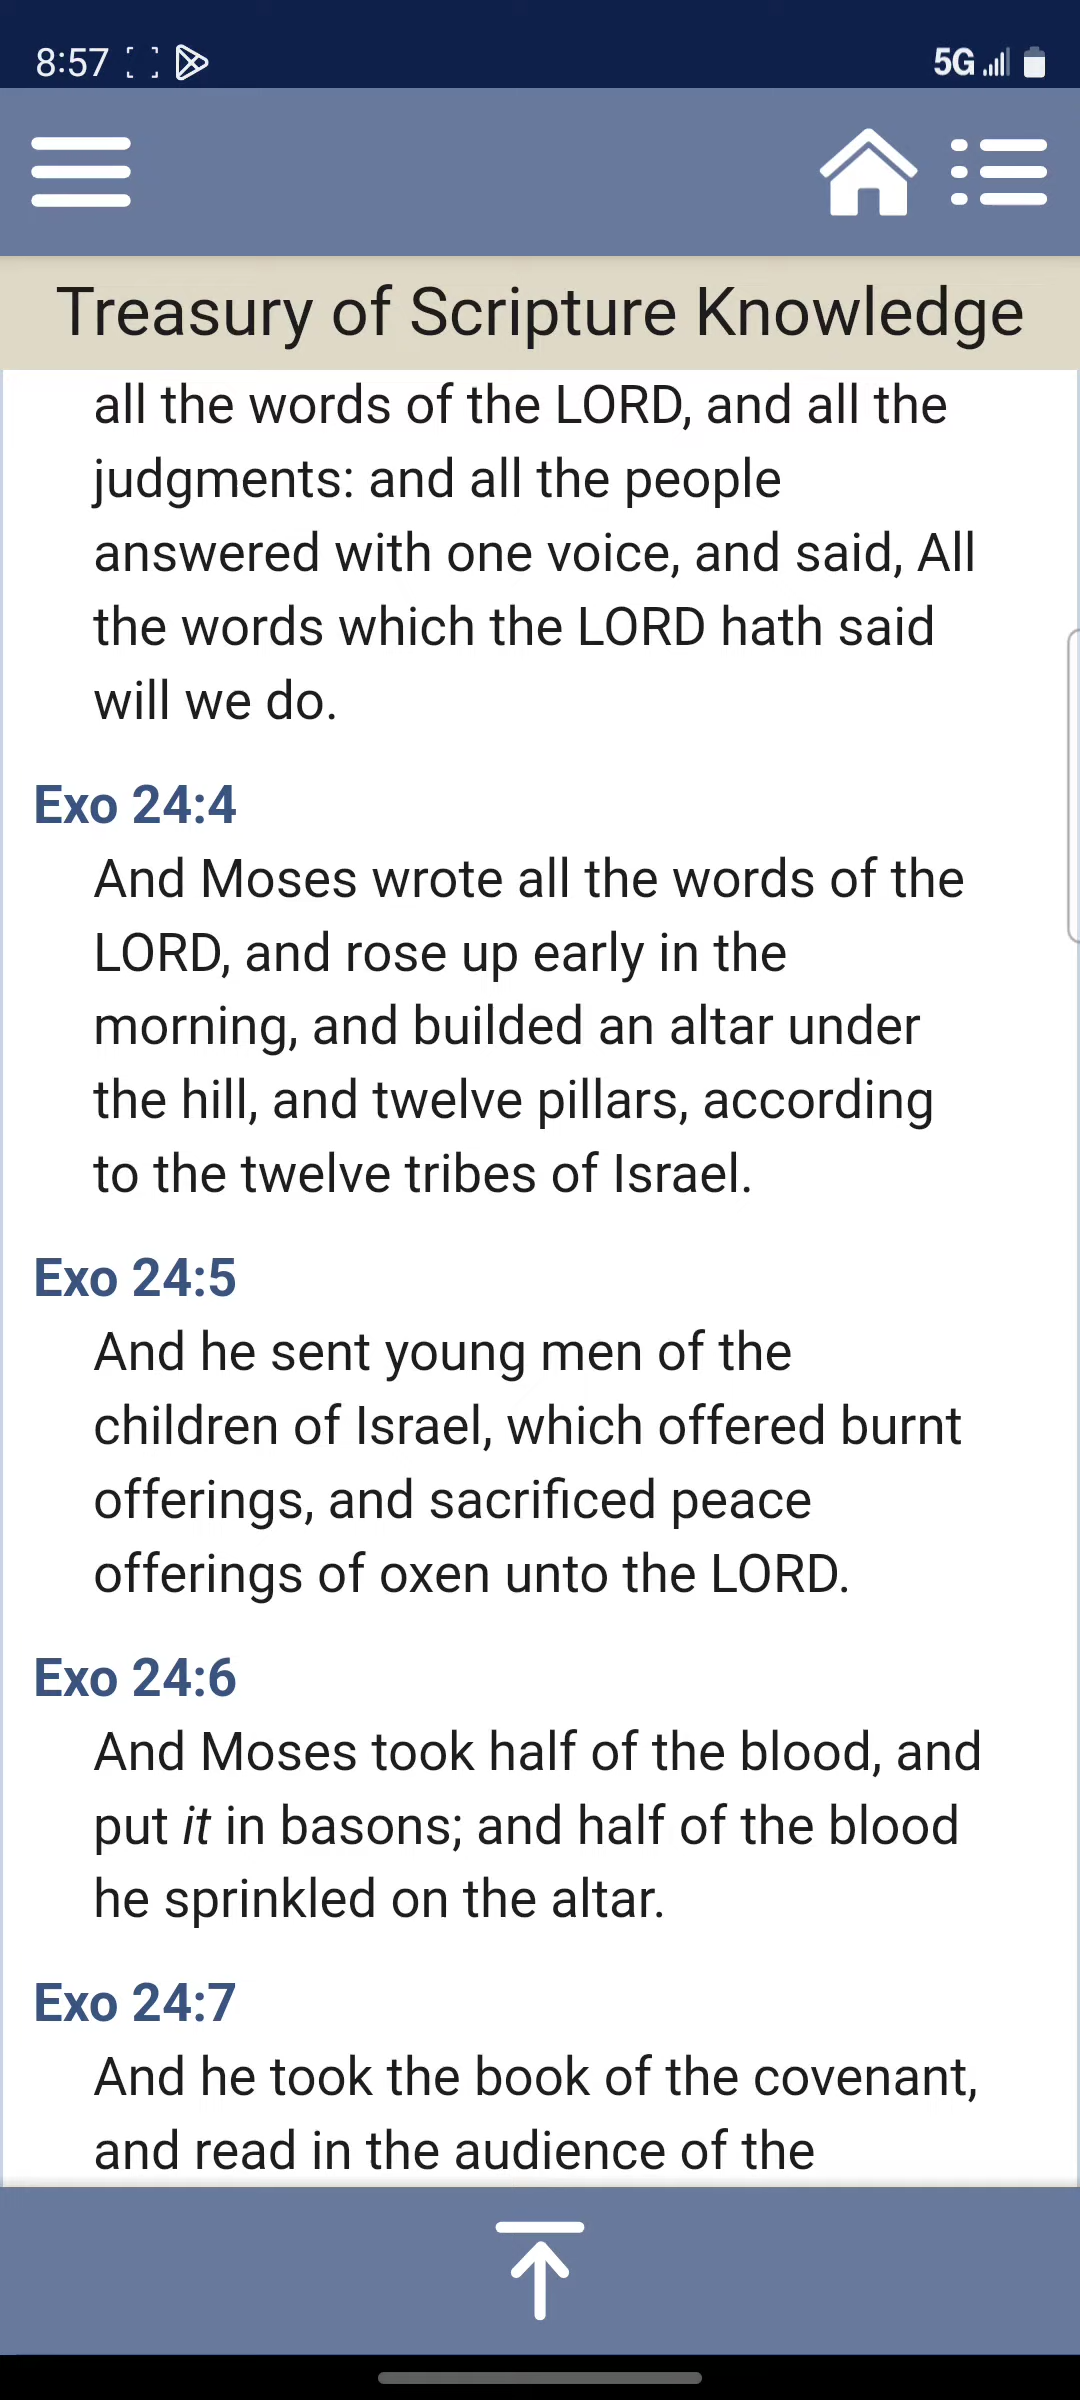 8:57
5G
Treasury of Scripture Knowledge
all the words of the LORD, and all the
judgments: and all the people
answered with one voice, and said, All
the words which the LORD hath said
will we do.
Exo 24:4
And Moses wrote all the words of the
LORD, and rose up early in the
morning, and builded an altar under
the hill, and twelve pillars, according
to the twelve tribes of Israel.
Exo 24:5
And he sent young men of the
children of Israel, which offered burnt
offerings, and sacrificed peace
offerings of oxen unto the LORD.
Exo 24:6
And Moses took half of the blood, and
put it in basons; and half of the blood
he sprinkled on the altar.
Exo 24:7
And he took the book of the covenant,
and read in the audience of the